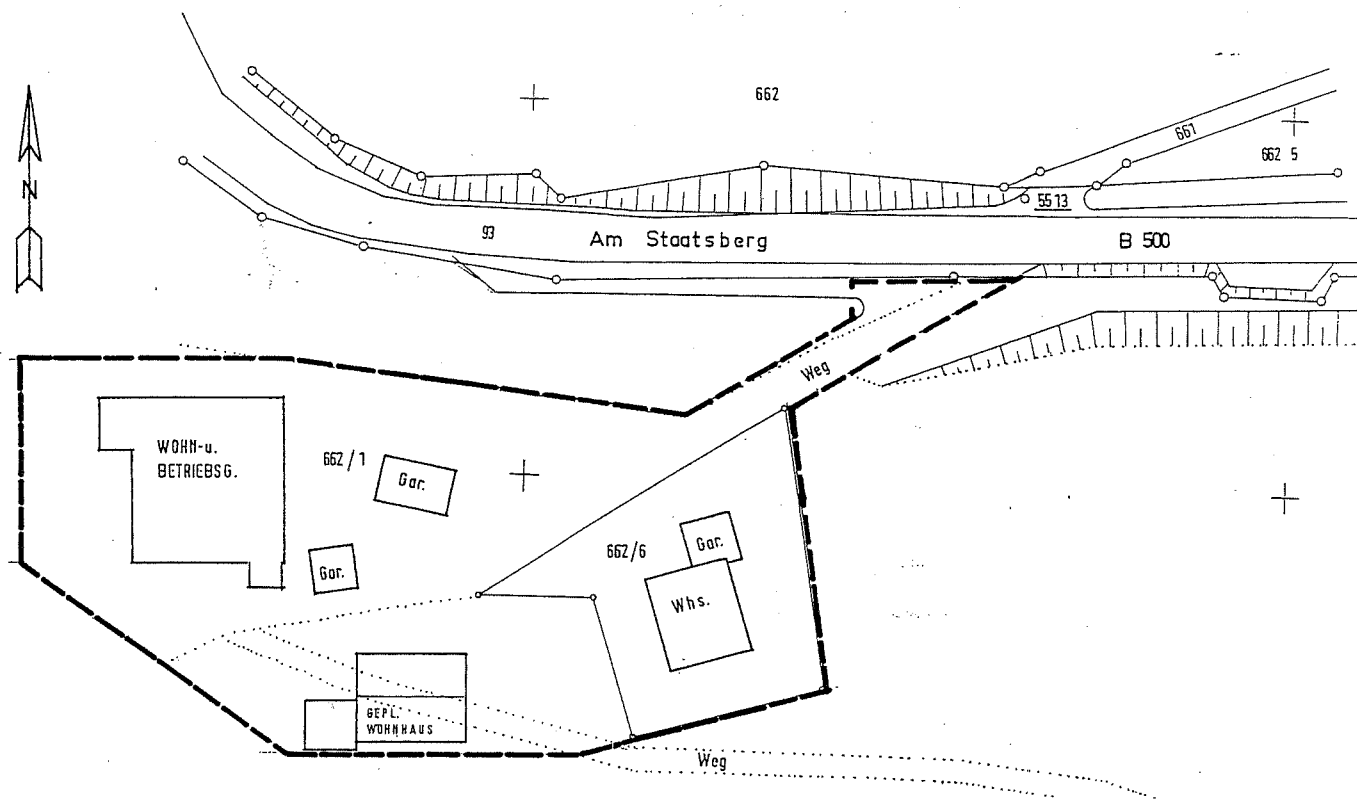 662
661
662 5
5573
N
93
Am Staatsberg
B 500
Weg
WOHN-u.
BETRIEBSG.
662/1
Gar.
Gar.
662/6
Gar.
Whs.
GEPL.
WOHNHAUS
Weg